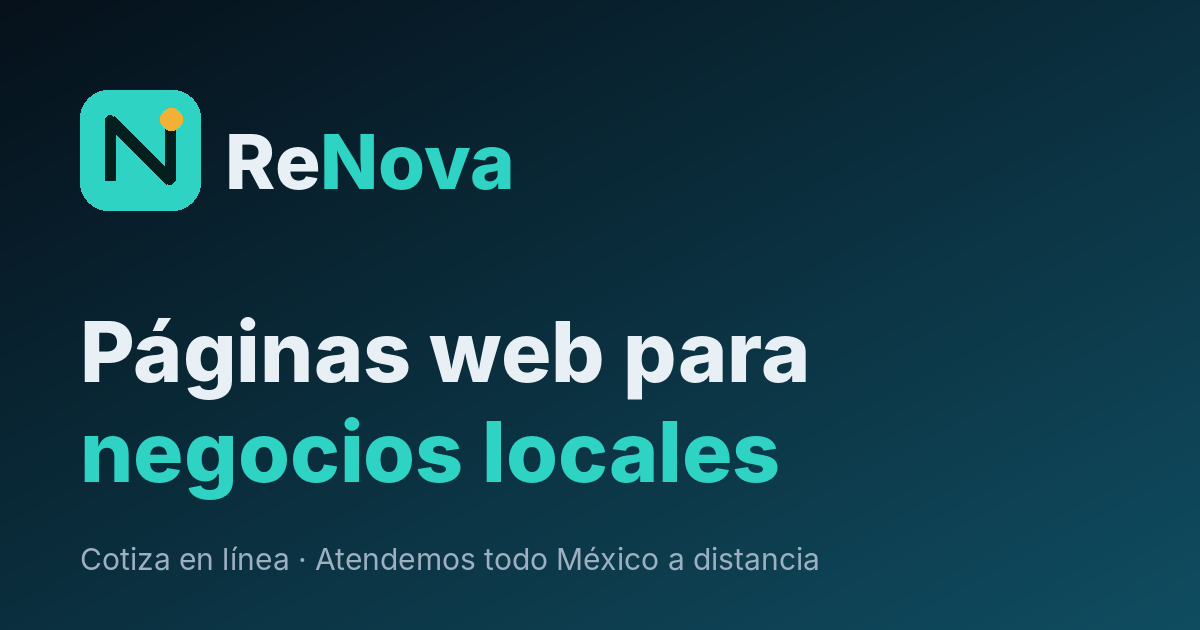 N ReNova
Páginas web para
negocios locales
Cotiza en línea · Atendemos todo México a distancia